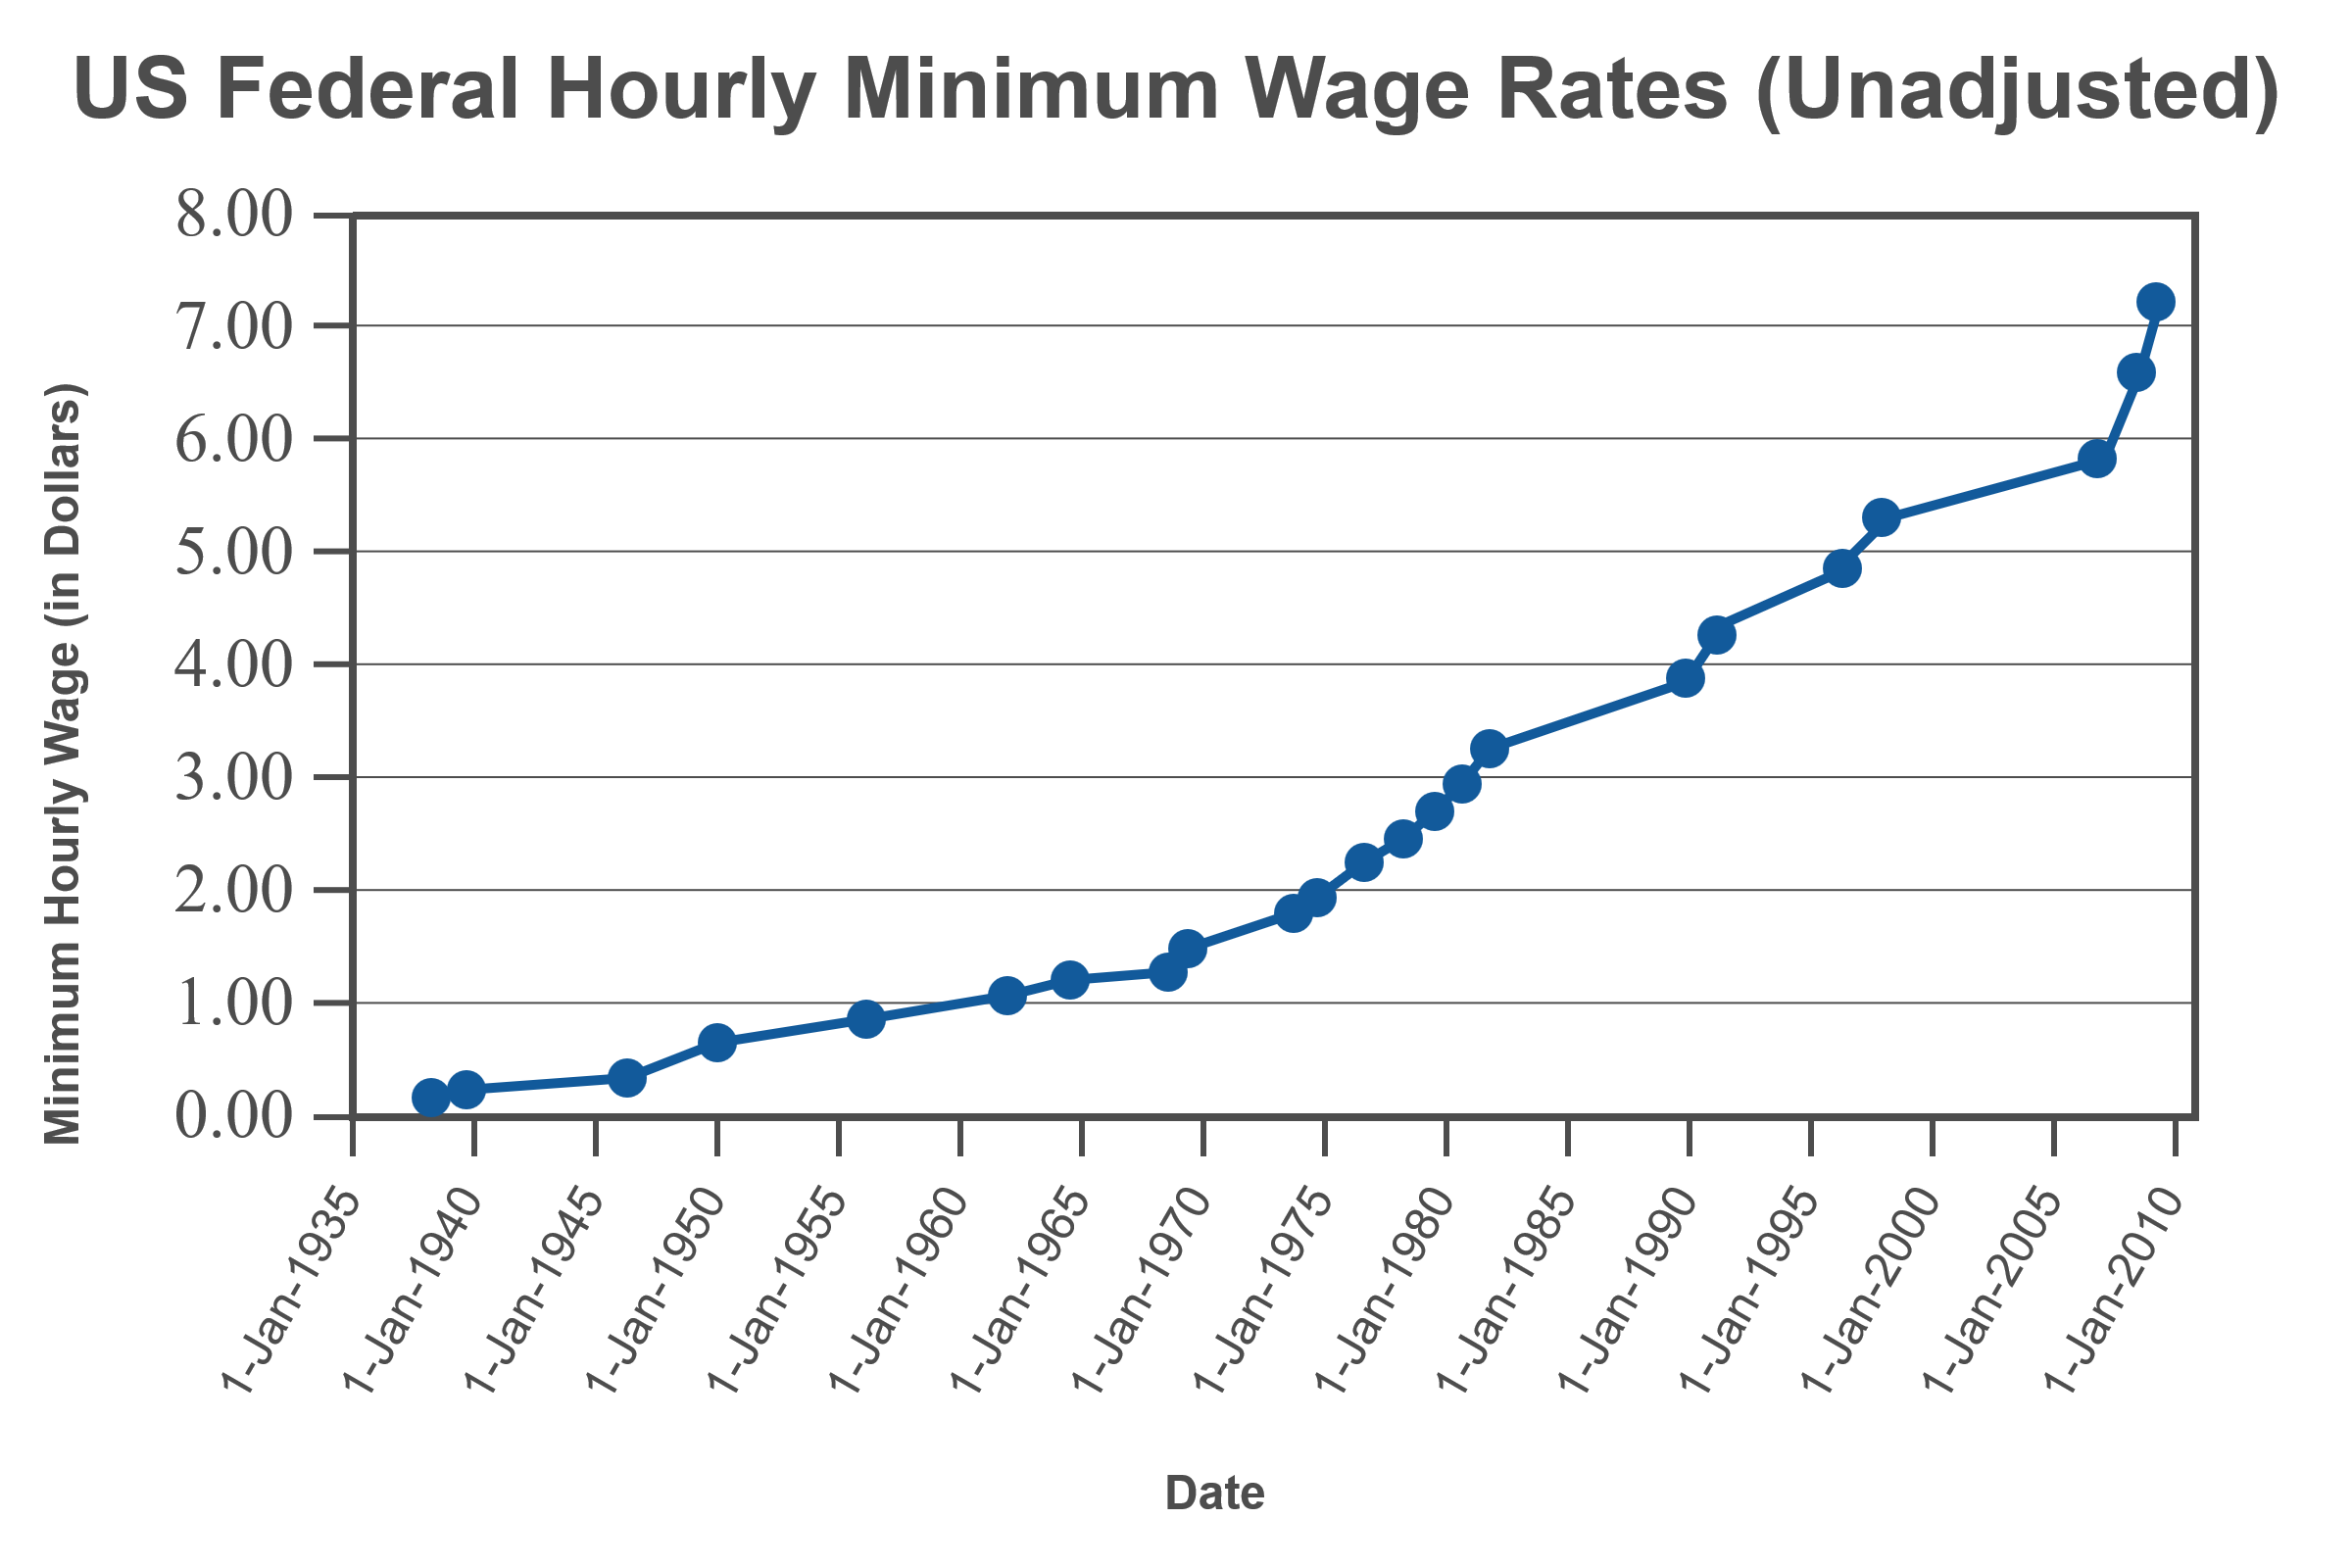 US Federal Hourly Minimum Wage Rates (Unadjusted)
Mininimum Hourly Wage (in Dollars)
8.00
7.00
6.00
5.00
4.00
3.00
2.00
1.00
0.00
1-Jan-1935
1-Jan-1940
1-Jan-1945
1-Jan-1950
1-Jan-1955
1-Jan-1960
1-Jan-1965
1-Jan-1970
1-Jan-1975
1-Jan-1980
1-Jan-1985
1-Jan-1990
1-Jan-1995
1-Jan-2000
1-Jan-2005
1-Jan-2010
Date